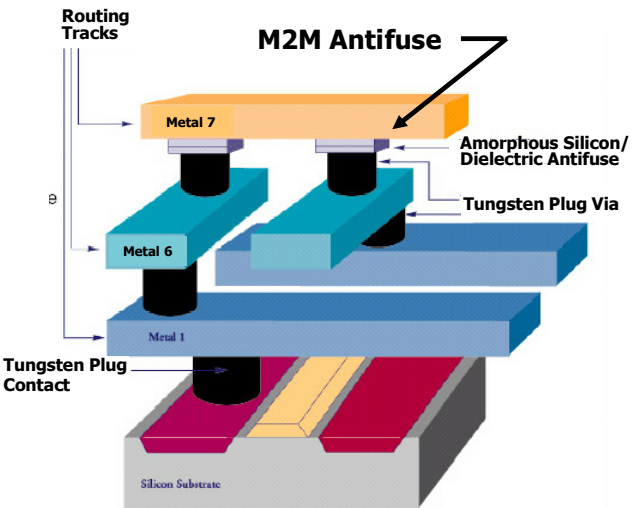 Routing
Tracks
M2M Antifuse
Metal 7
Amorphous Silicon/
Dielectric Antifuse
Tungsten Plug Via
Metal 6
Metal 1
Tungsten Plug
Contact
Silicon Substrate